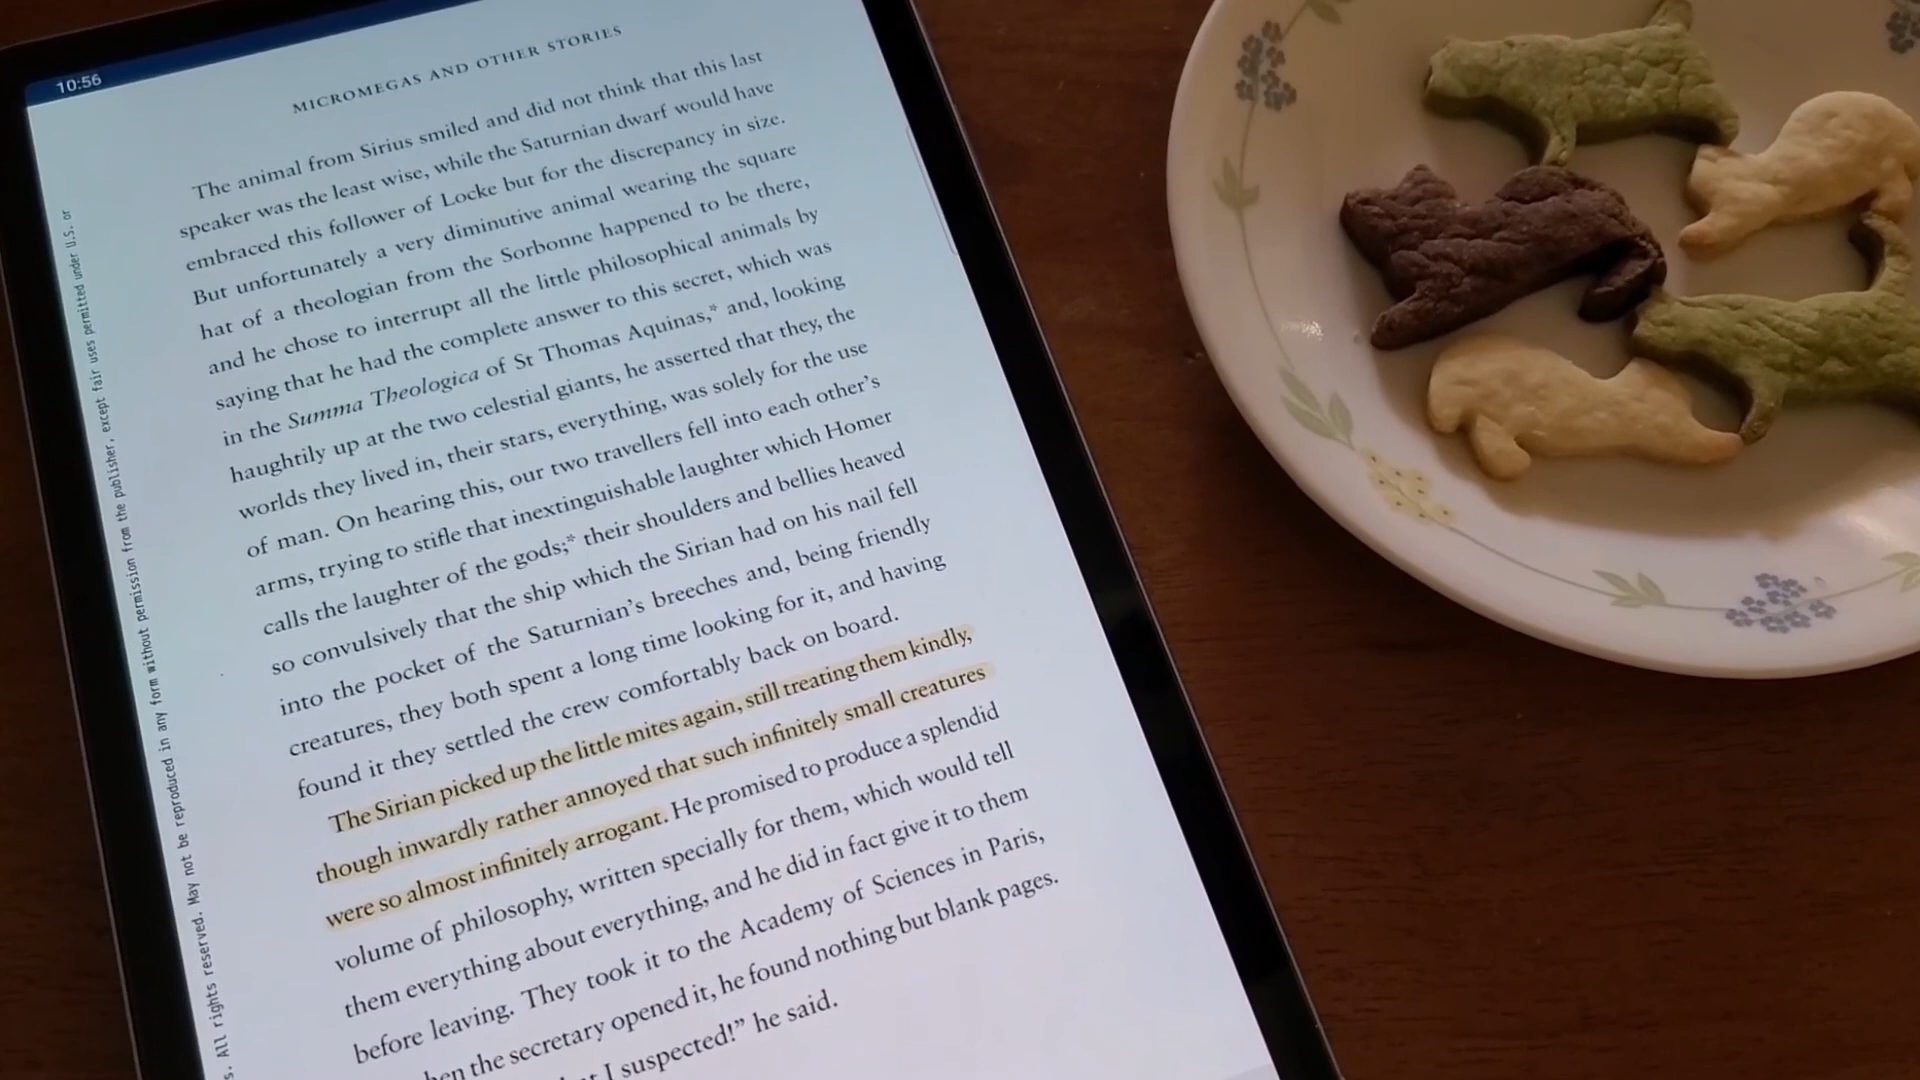 10:56
MICROMEGAS AND OTHER STORIES
The animal from Sirius smiled and did not think that this last
speaker was the least wise, while the Saturnian dwarf would have
embraced this follower of Locke but for the discrepancy in size.
But unfortunately a very diminutive animal wearing the square
hat of a theologian from the Sorbonne happened to be there,
and he chose to interrupt all the little philosophical animals by
saying that he had the complete answer to this secret, which was
in the Summa Theologica of St Thomas Aquinas,* and, looking
haughtily up at the two celestial giants, he asserted that they, the
worlds they lived in, their stars, everything, was solely for the use
of man. On hearing this, our two travellers fell into each other’s
arms, trying to stifle that inextinguishable laughter which Homer
calls the laughter of the gods;* their shoulders and bellies heaved
so convulsively that the ship which the Sirian had on his nail fell
into the pocket of the Saturnian’s breeches and, being friendly
creatures, they both spent a long time looking for it, and having
found it they settled the crew comfortably back on board.
The Sirian picked up the little mites again, still treating them kindly,
though inwardly rather annoyed that such infinitely small creatures
were so almost infinitely arrogant. He promised to produce a splendid
volume of philosophy, written specially for them, which would tell
them everything about everything, and he did in fact give it to them
before leaving. They took it to the Academy of Sciences in Paris,
the secretary opened it, he found nothing but blank pages.
I suspected!” he said.
s. All rights reserved. May not be reproduced in any form without permission from the publisher, except fair uses permitted under U.S. or